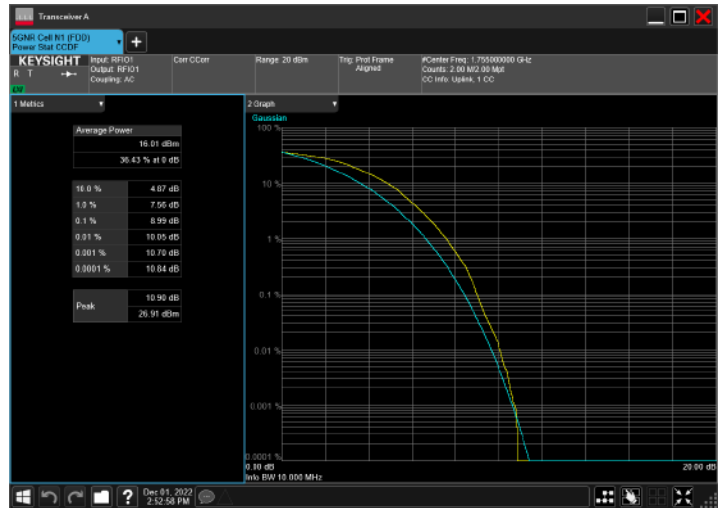 Transceiver A
5GNR Cell N1 (FDD)
Power Stat CCDF
KEYSIGHT
R T
Input: RFIO1
Output: RFIO1
Coupling: AC
Corr CCorr
Range: 20 dBm
Trig: Prot Frame
Aligned
#Center Freq: 1.755000000 GHz
Counts: 2.00 M/2.00 Mpt
CC Info: Uplink, 1 CC
1 Metrics
Average Power
16.01 dBm
36.43 % at 0 dB
10.0 % 4.87 dB
1.0 % 7.56 dB
0.1 % 8.99 dB
0.01 % 10.05 dB
0.001 % 10.70 dB
0.0001 % 10.84 dB
Peak
10.90 dB
26.91 dBm
2 Graph
Gaussian
100 %
10 %
1 %
0.1 %
0.01 %
0.001 %
0.0001 %
0.00 dB
20.00 dB
Info BW 10.000 MHz
Dec 01, 2022
2:52:58 PM